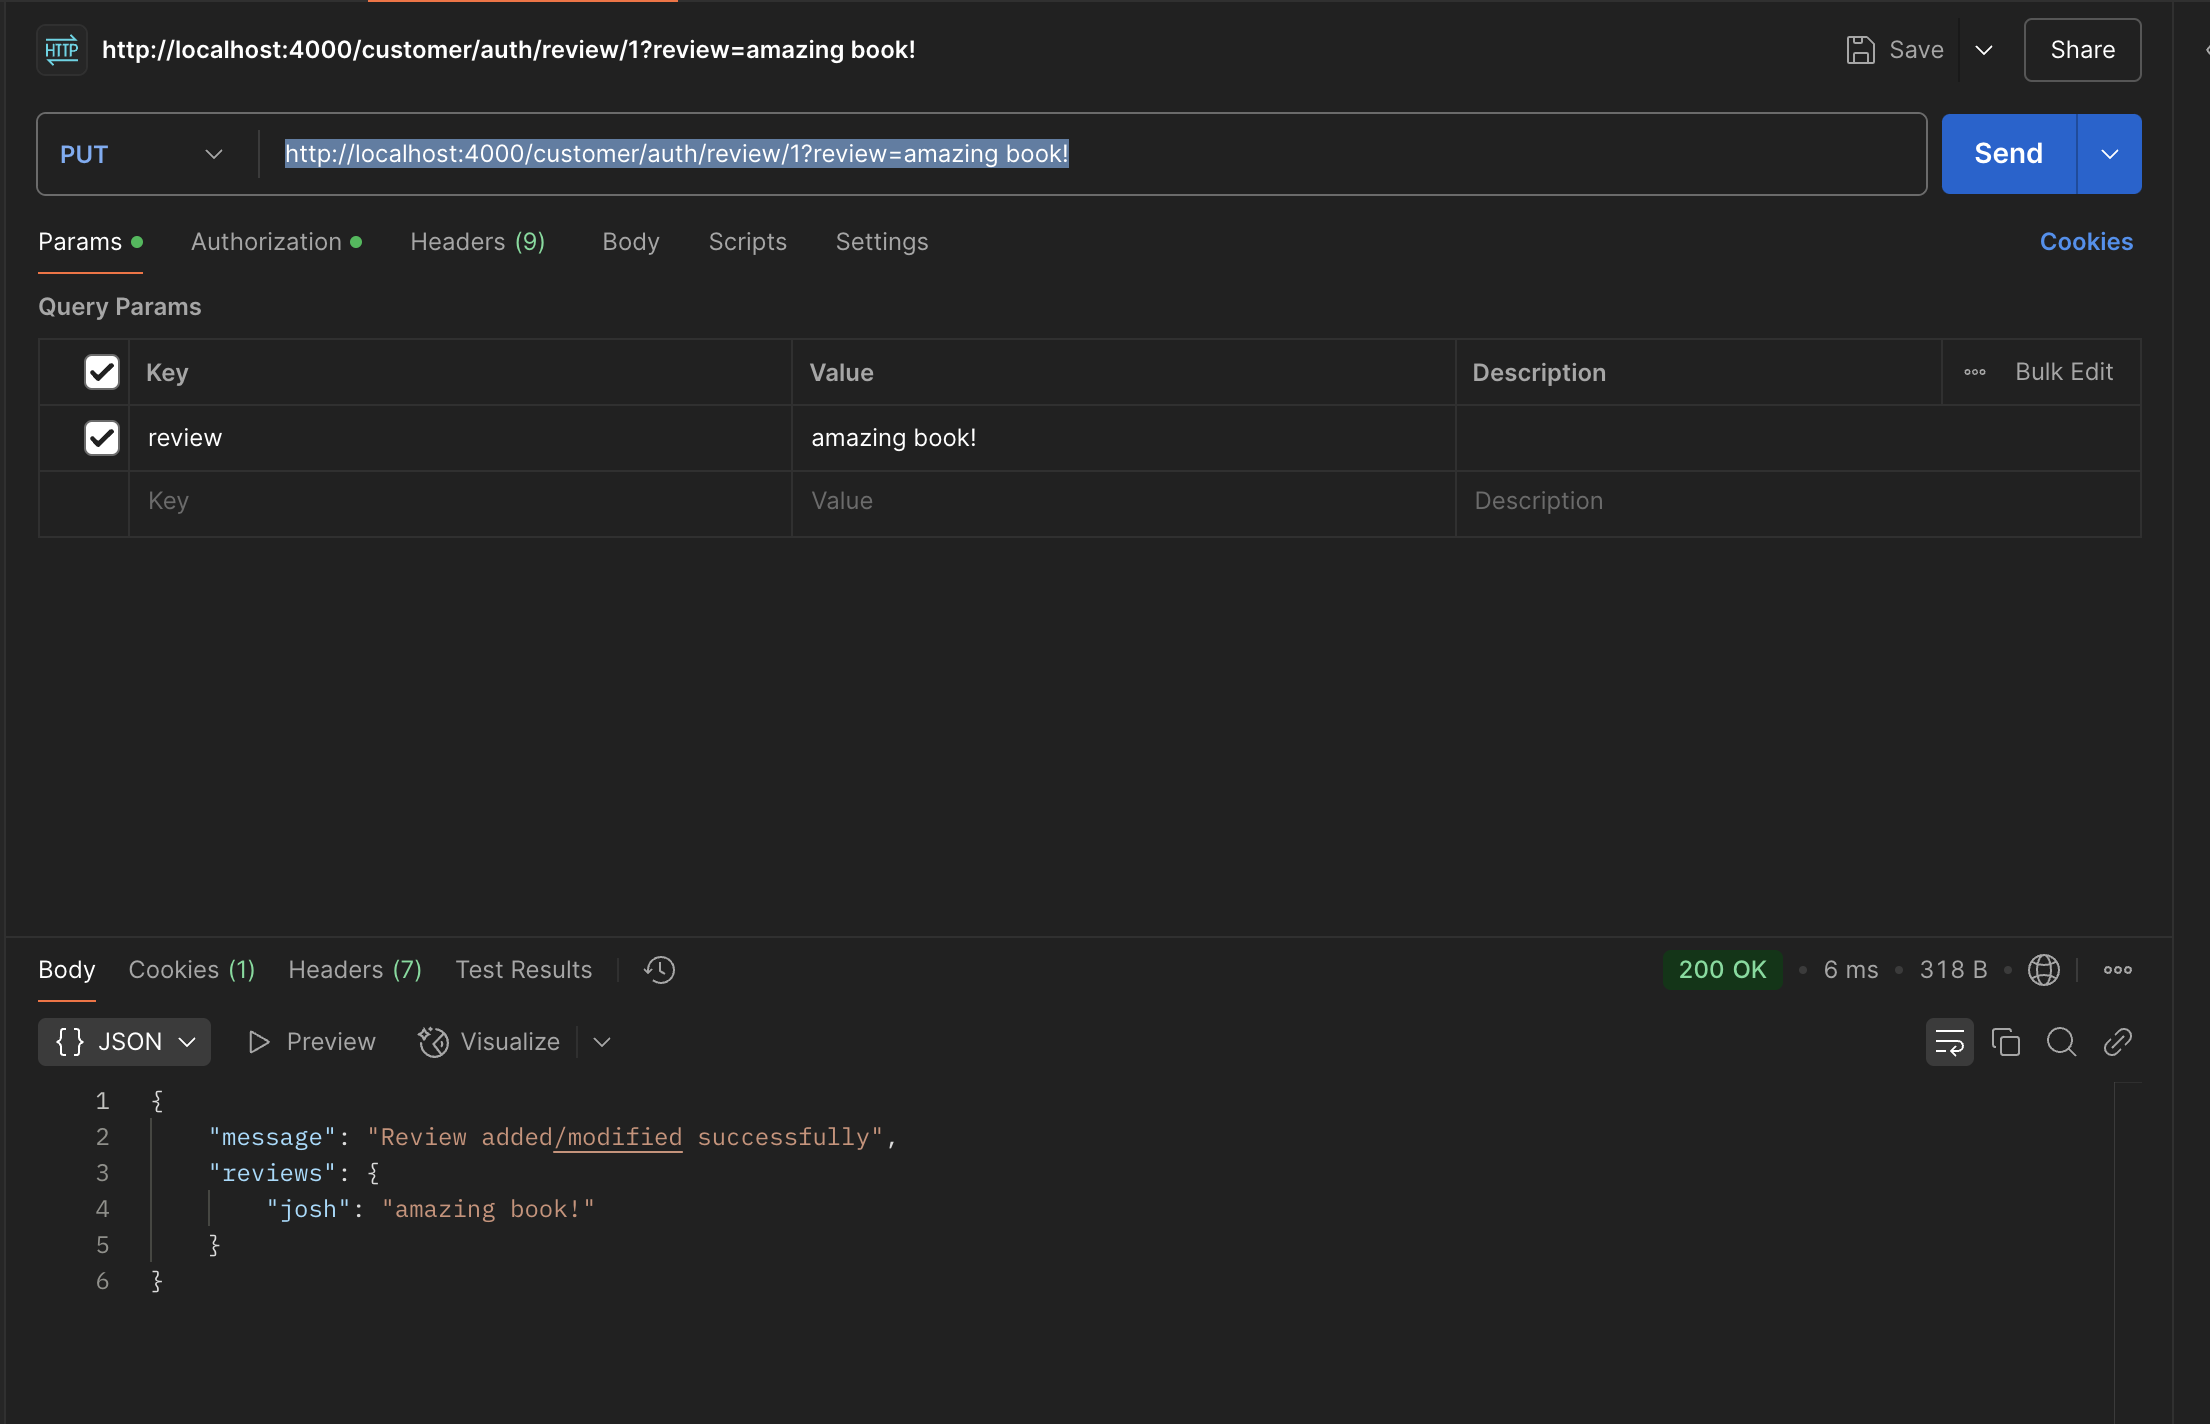 HTTP http://localhost:4000/customer/auth/review/1?review=amazing book! Save Share
PUT http://localhost:4000/customer/auth/review/1?review=amazing book! Send
Params Authorization Headers (9) Body Scripts Settings Cookies
Query Params
Key Value Description Bulk Edit
review amazing book!
Key Value Description
Body Cookies (1) Headers (7) Test Results 200 OK • 6 ms • 318 B •
{} JSON Preview Visualize
1 {
2 "message": "Review added/modified successfully",
3 "reviews": {
4 "josh": "amazing book!"
5 }
6 }